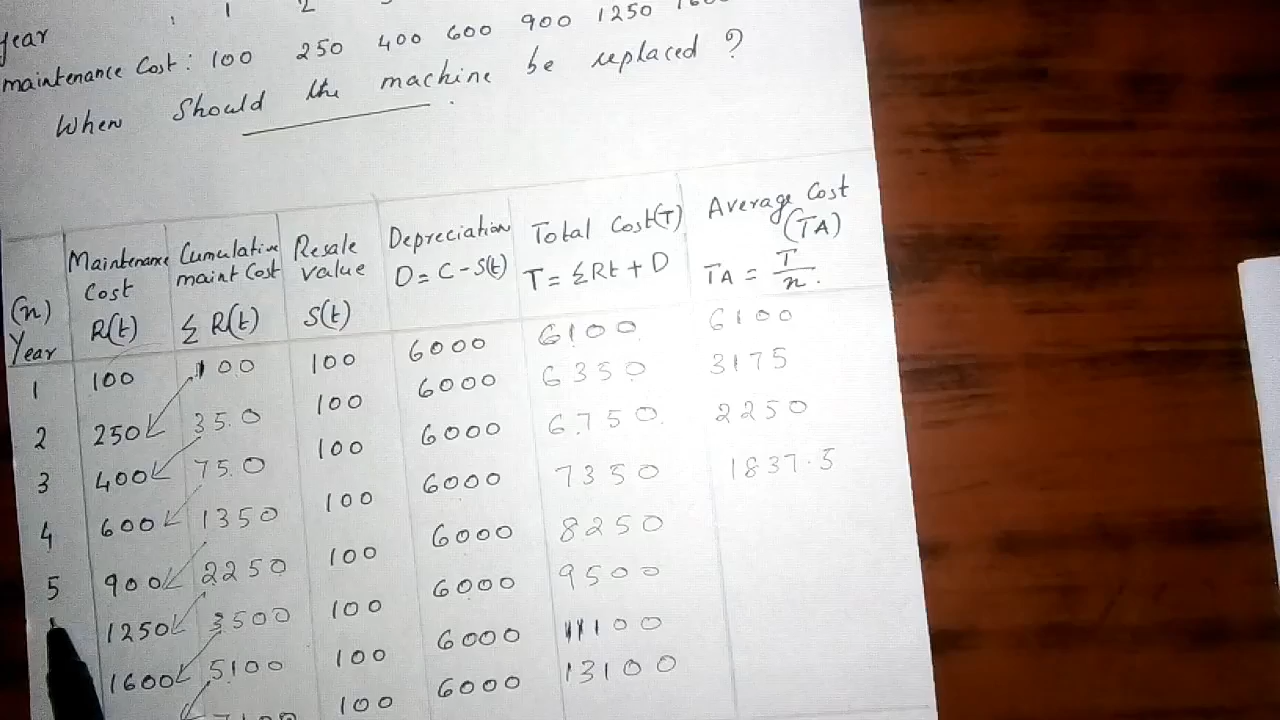 year : 1 2
maintenance Cost : 100 250 400 600 900 1250
When should the machine be replaced ?
(n) Year Maintenance Cost R(t) Cumulative maint Cost Σ R(t) Resale value S(t) Depreciation D = C - S(t) Total Cost(T) T = ΣRt + D Average Cost (TA) TA = T/n.
1 100 100 100 6000 6100 6100
2 250 350 100 6000 6350 3175
3 400 750 100 6000 6750 2250
4 600 1350 100 6000 7350 1837.5
5 900 2250 100 6000 8250
1250 3500 100 6000 9500
1600 5100 100 6000 11100
100 6000 13100